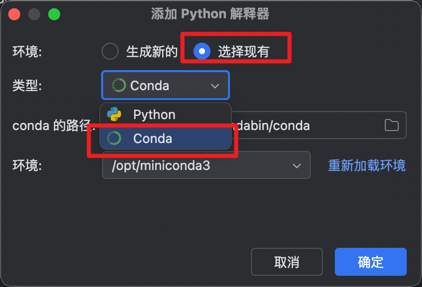 添加 Python 解释器
环境: 生成新的 选择现有
类型: Conda
Python
conda 的路径: dabin/conda
Conda
环境: /opt/miniconda3 重新加载环境
取消 确定